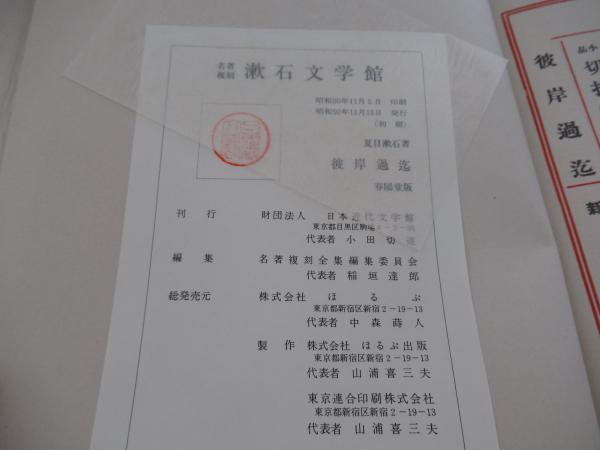 名著複刻 漱石文学館
昭和50年11月5日 印刷
昭和50年11月15日 発行
(初刷)
夏目漱石著
彼岸過迄
春陽堂版
刊行 財団法人 日本近代文学館
東京都目黒区駒場
代表者 小田切進
編集 名著複刻全集編集委員会
代表者 稲垣達郎
総発売元 株式会社 ほるぷ
東京都新宿区新宿2-19-13
代表者 中森蒔人
製作 株式会社 ほるぷ出版
東京都新宿区新宿2-19-13
代表者 山浦喜三夫
東京連合印刷株式会社
東京都新宿区新宿2-19-13
代表者 山浦喜三夫
小品
切
彼岸過迄